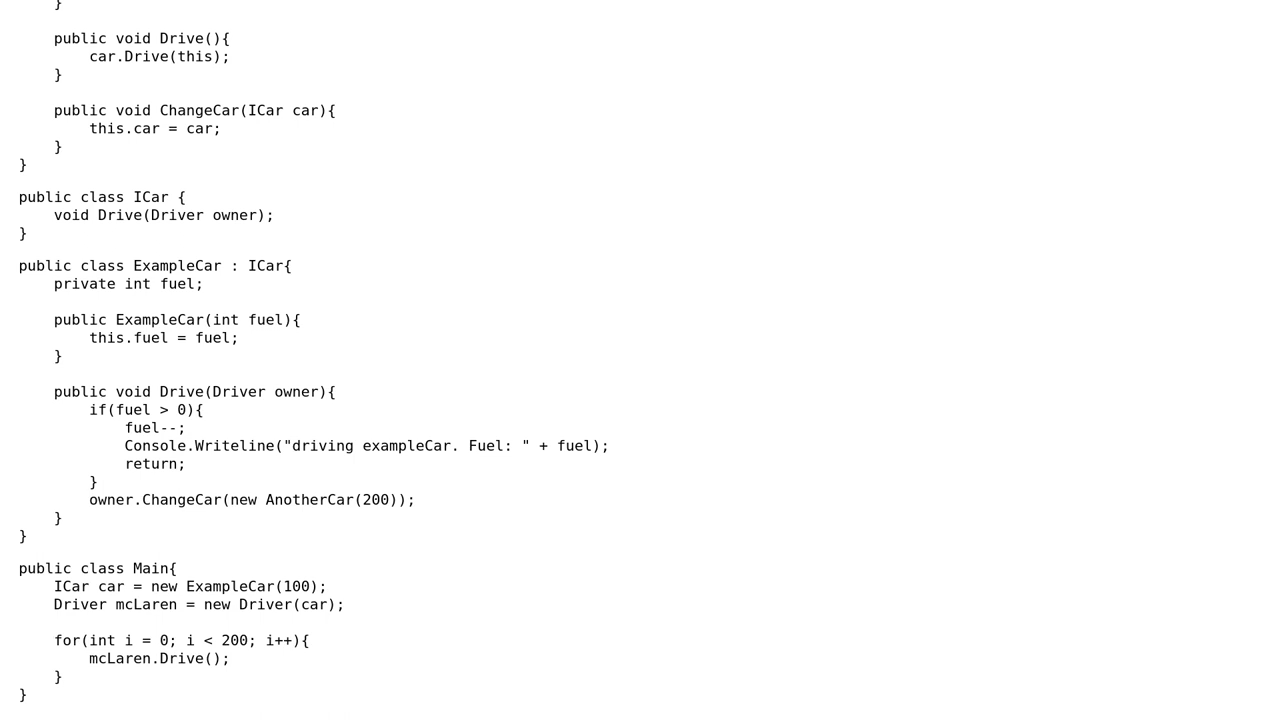 }

    public void Drive(){
        car.Drive(this);
    }

    public void ChangeCar(ICar car){
        this.car = car;
    }
}

public class ICar {
    void Drive(Driver owner);
}

public class ExampleCar : ICar{
    private int fuel;

    public ExampleCar(int fuel){
        this.fuel = fuel;
    }

    public void Drive(Driver owner){
        if(fuel > 0){
            fuel--;
            Console.Writeline("driving exampleCar. Fuel: " + fuel);
            return;
        }
        owner.ChangeCar(new AnotherCar(200));
    }
}

public class Main{
    ICar car = new ExampleCar(100);
    Driver mcLaren = new Driver(car);

    for(int i = 0; i < 200; i++){
        mcLaren.Drive();
    }
}